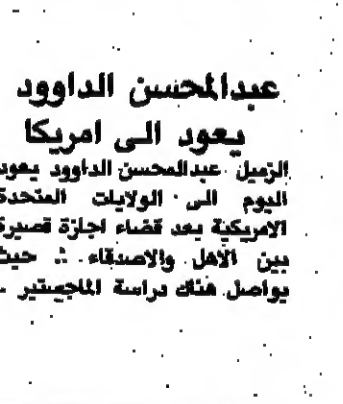 عبدالمحسن الداوود
يعود الى امريكا
الزميل عبدالمحسن الداوود يعود
اليوم الى الولايات المتحدة
الامريكية بعد قضاء اجازة قصيرة
بين الاهل والاصدقاء .. حيث
يواصل هناك دراسة الماجستير .